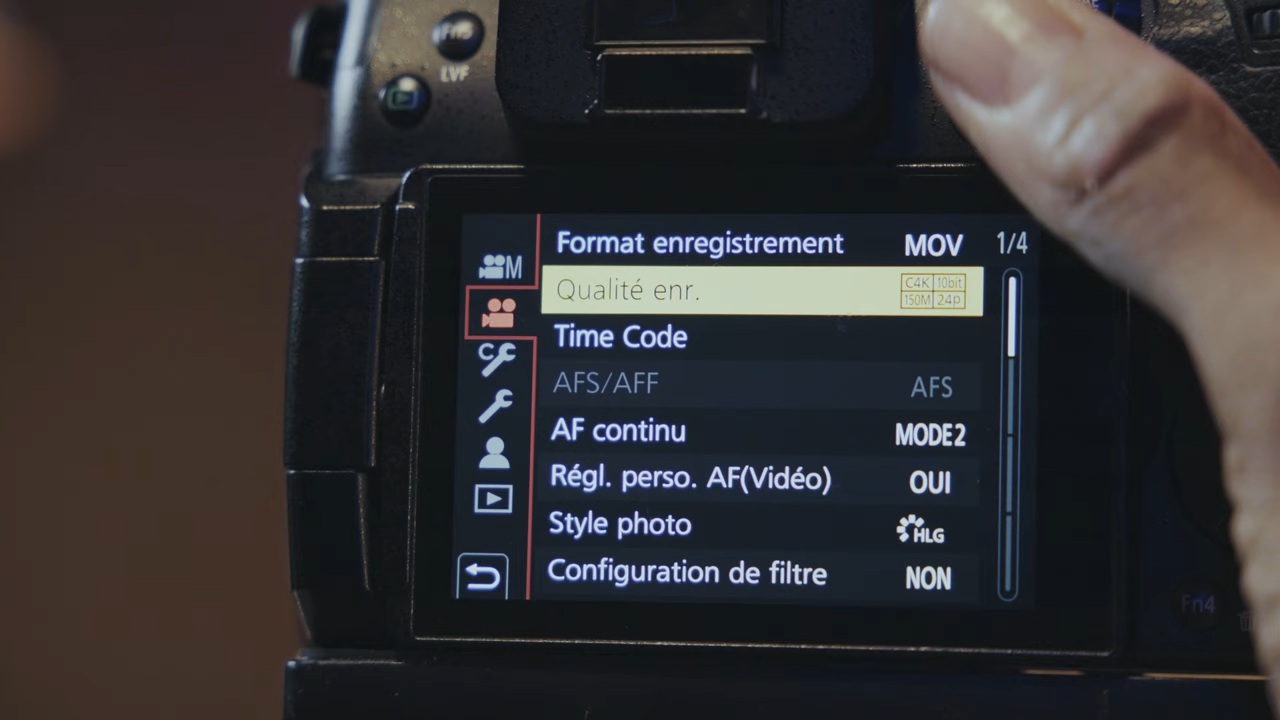 Fn5
LVF
Format enregistrement MOV 1/4
M
Qualité enr. C4K 10bit
150M 24p
Time Code
C
AFS/AFF AFS
AF continu MODE2
Régl. perso. AF(Vidéo) OUI
Style photo HLG
Configuration de filtre NON
Fn4